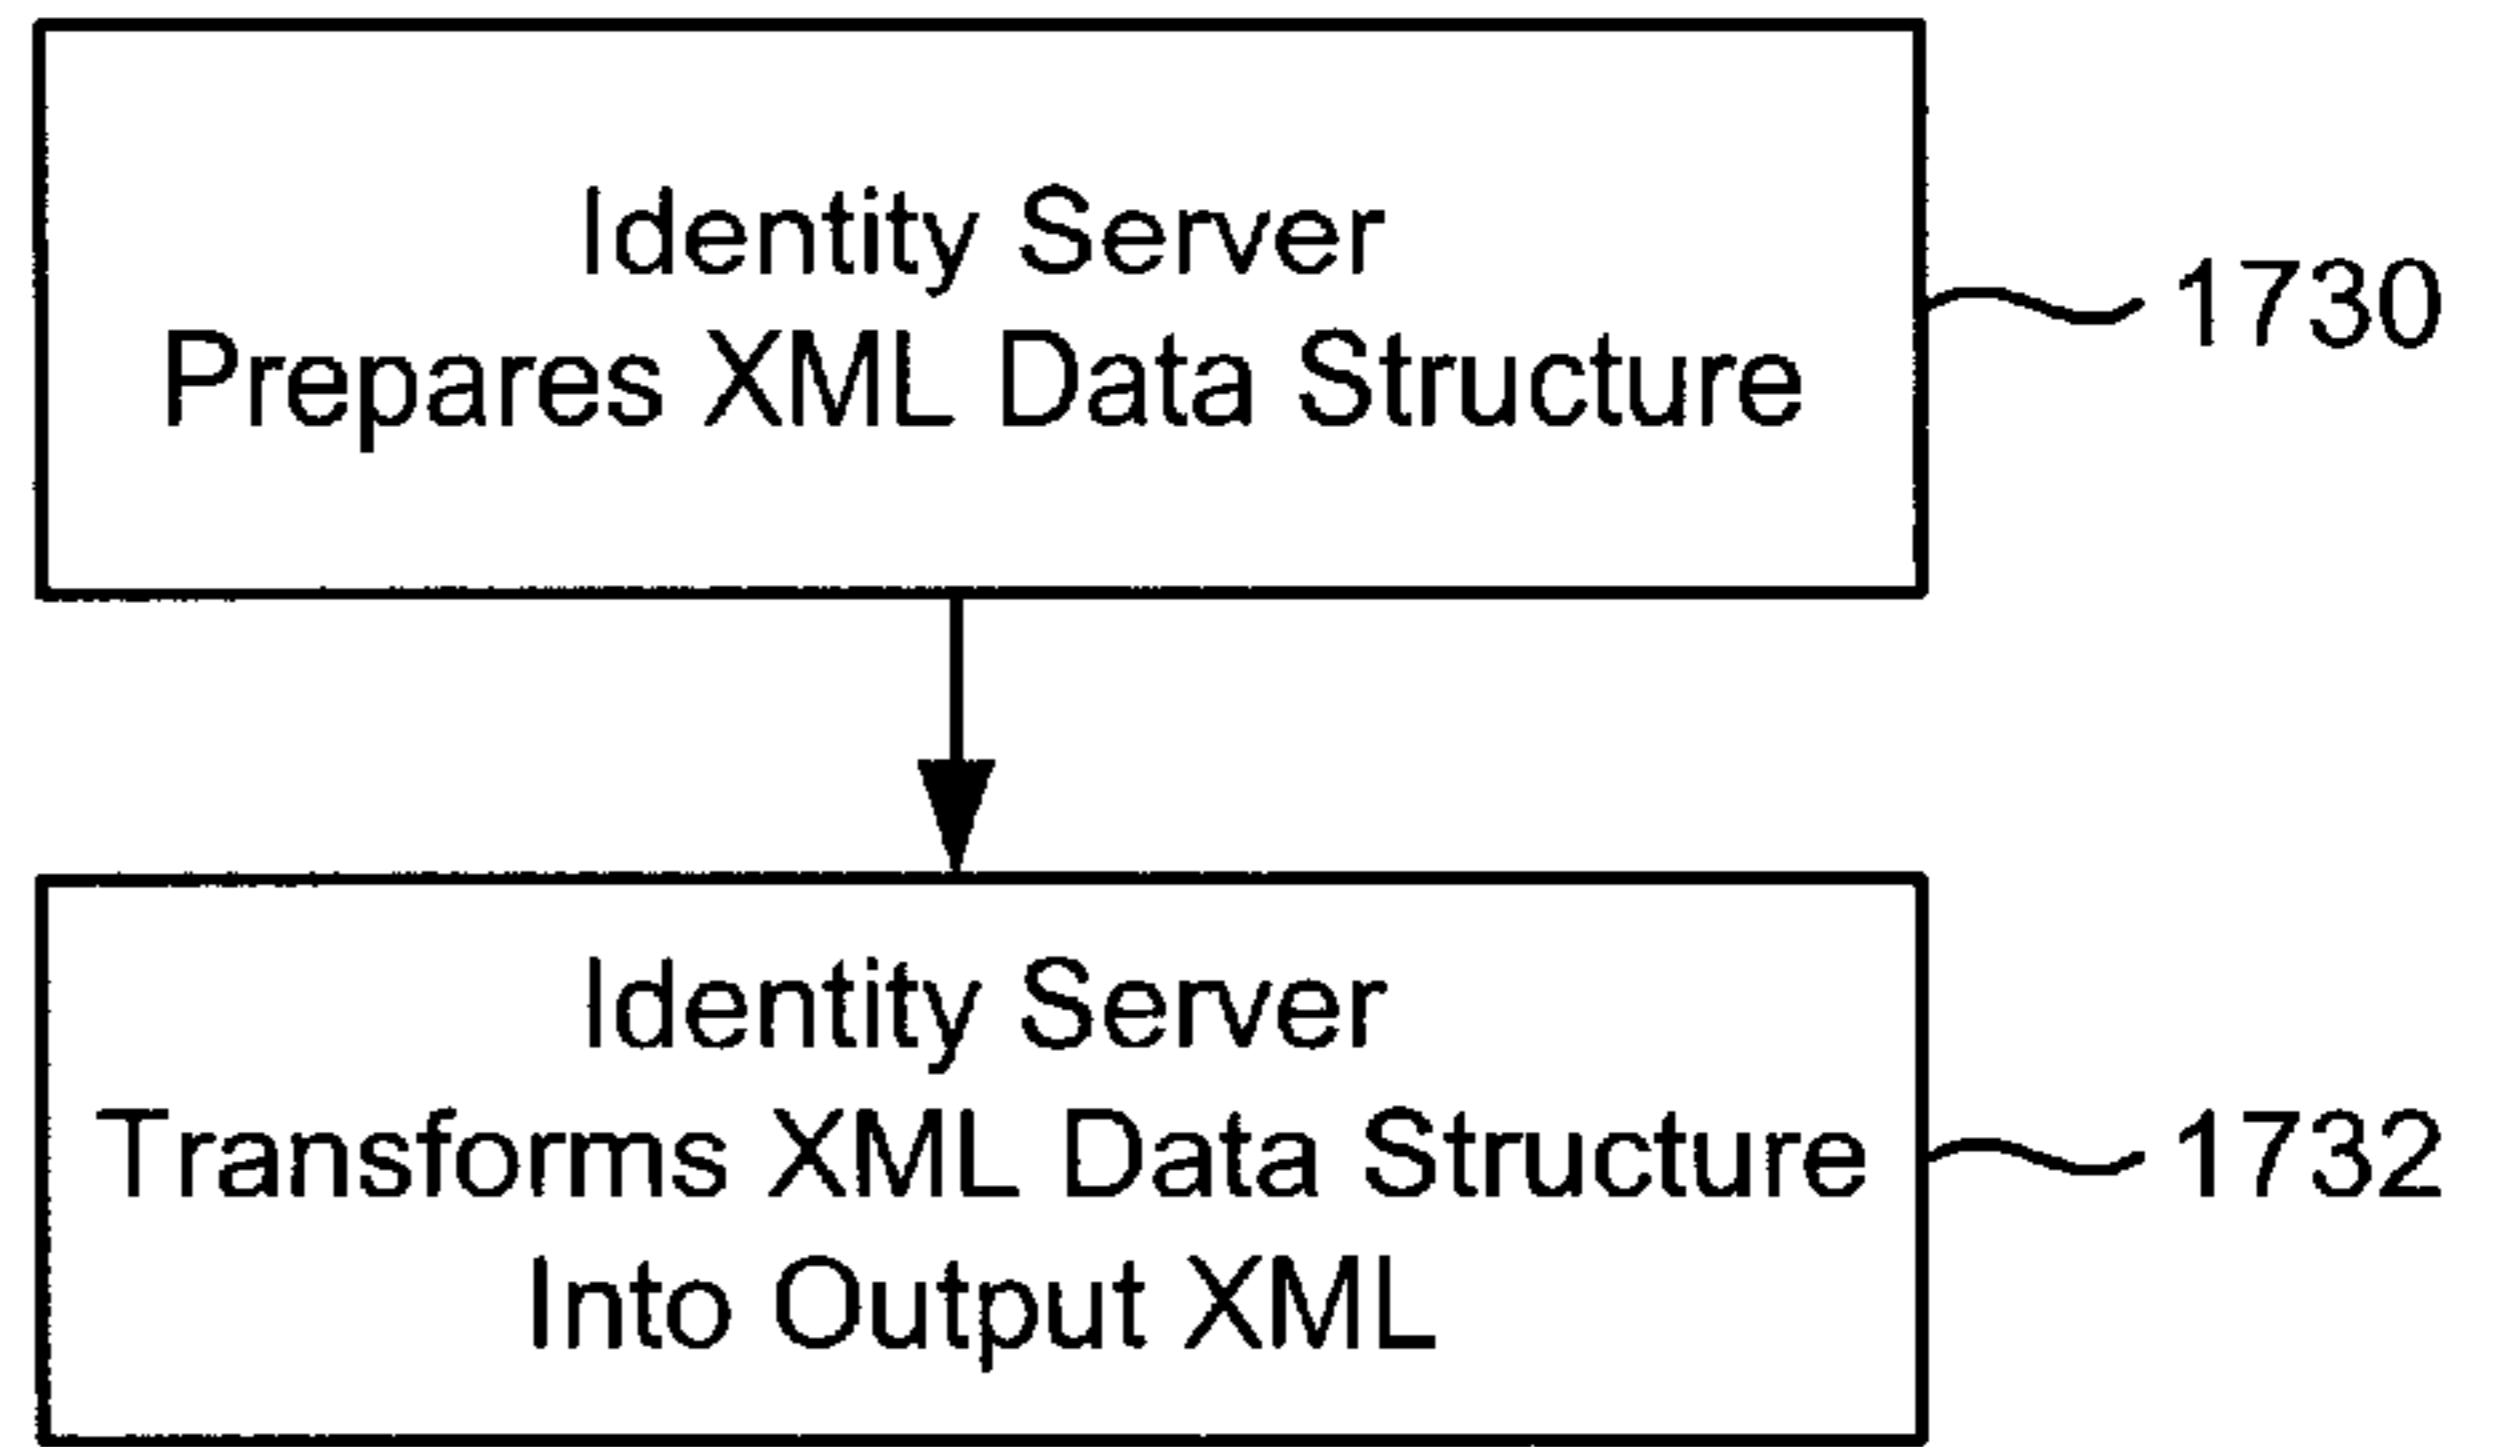 Identity Server
Prepares XML Data Structure
1730
Identity Server
Transforms XML Data Structure
Into Output XML
1732